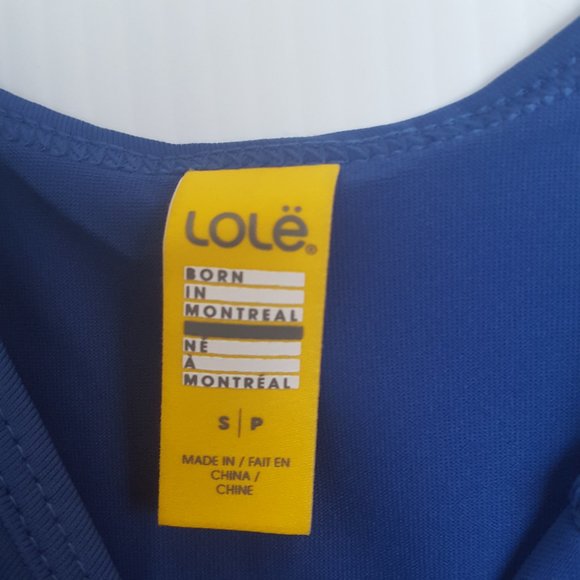 LOLË®
BORN
IN
MONTREAL
NÉ
À
MONTRÉAL
S|P
MADE IN / FAIT EN
CHINA /
CHINE